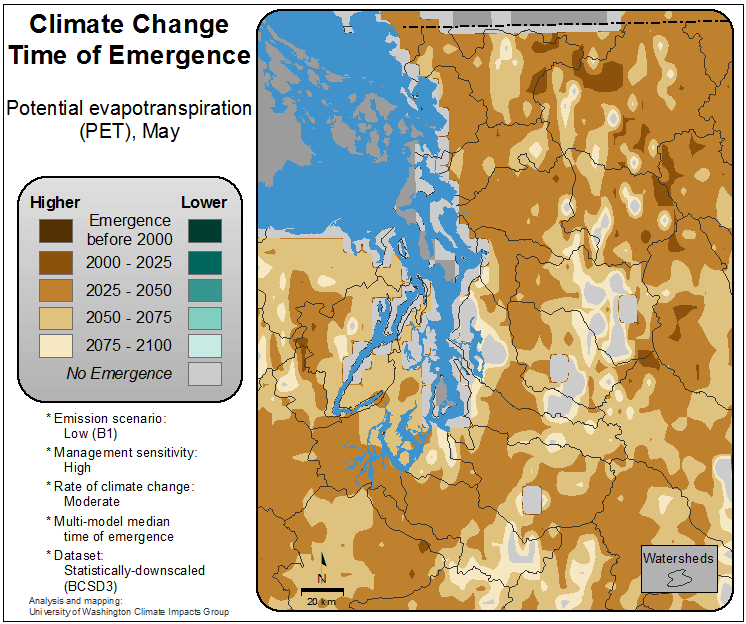 Climate Change
Time of Emergence
Potential evapotranspiration
(PET), May
Higher
Lower
Emergence
before 2000
2000 - 2025
2025 - 2050
2050 - 2075
2075 - 2100
No Emergence
* Emission scenario:
Low (B1)
* Management sensitivity:
High
* Rate of climate change:
Moderate
* Multi-model median
time of emergence
* Dataset:
Statistically-downscaled
(BCSD3)
Analysis and mapping:
University of Washington Climate Impacts Group
N
20 km
Watersheds